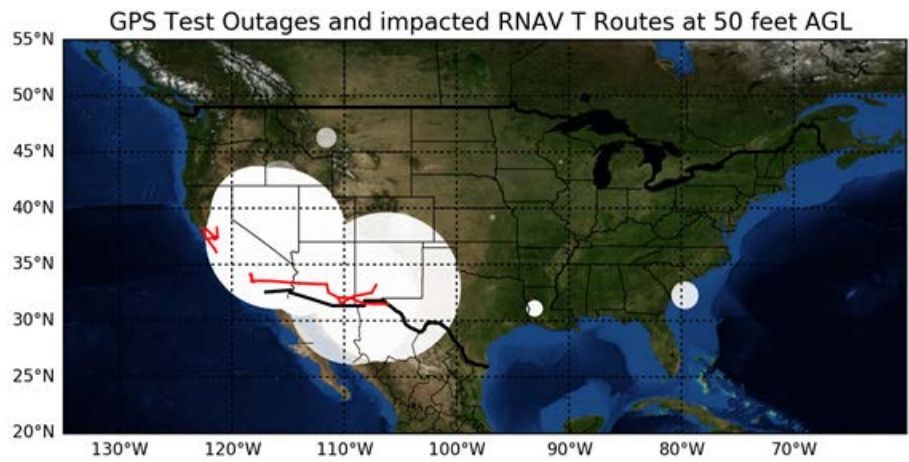 GPS Test Outages and impacted RNAV T Routes at 50 feet AGL
55°N
50°N
45°N
40°N
35°N
30°N
25°N
20°N
130°W 120°W 110°W 100°W 90°W 80°W 70°W